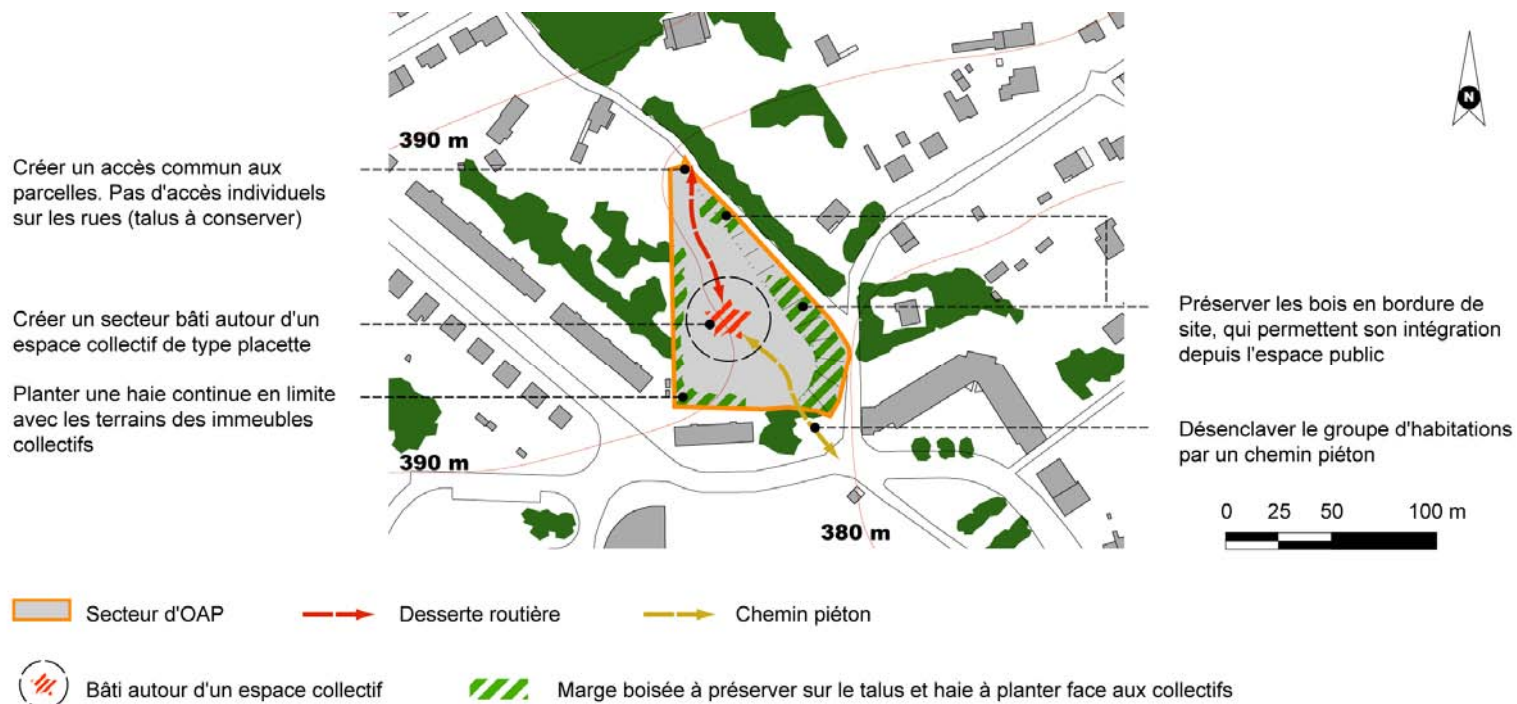 390 m
N
Créer un accès commun aux
parcelles. Pas d'accès individuels
sur les rues (talus à conserver)
Créer un secteur bâti autour d'un
espace collectif de type placette
Planter une haie continue en limite
avec les terrains des immeubles
collectifs
390 m
380 m
Préserver les bois en bordure de
site, qui permettent son intégration
depuis l'espace public
Désenclaver le groupe d'habitations
par un chemin piéton
0 25 50 100 m
Secteur d'OAP
Desserte routière
Chemin piéton
Bâti autour d'un espace collectif
Marge boisée à préserver sur le talus et haie à planter face aux collectifs